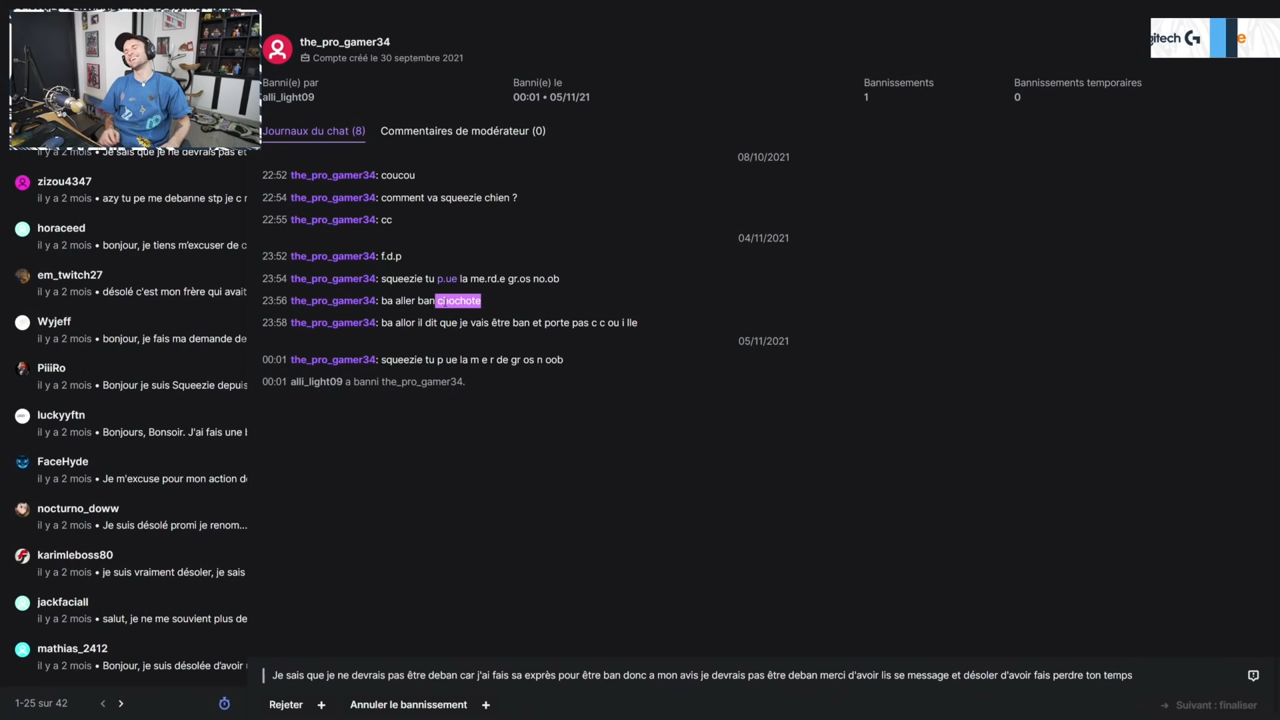 the_pro_gamer34
Compte créé le 30 septembre 2021
gitech G
e
Banni(e) par
alli_light09
Banni(e) le
00:01 • 05/11/21
Bannissements
1
Bannissements temporaires
0
Journaux du chat (8)
Commentaires de modérateur (0)
08/10/2021
22:52 the_pro_gamer34: coucou
22:54 the_pro_gamer34: comment va squeezie chien ?
22:55 the_pro_gamer34: cc
04/11/2021
23:52 the_pro_gamer34: f.d.p
23:54 the_pro_gamer34: squeezie tu p.ue la me.rd.e gr.os no.ob
23:56 the_pro_gamer34: ba aller ban chochote
23:58 the_pro_gamer34: ba allor il dit que je vais être ban et porte pas c c ou i lle
05/11/2021
00:01 the_pro_gamer34: squeezie tu p ue la m e r de gr os n oob
00:01 alli_light09 a banni the_pro_gamer34.
il y a 2 mois • Je sais que je ne devrais pas et
zizou4347
il y a 2 mois • azy tu pe me debanne stp je c r
horaceed
il y a 2 mois • bonjour, je tiens m'excuser de c
em_twitch27
il y a 2 mois • désolé c'est mon frère qui avait
Wyjeff
il y a 2 mois • bonjour, je fais ma demande de
PiiiRo
il y a 2 mois • Bonjour je suis Squeezie depuis
luckyyftn
il y a 2 mois • Bonjours, Bonsoir. J'ai fais une b
FaceHyde
il y a 2 mois • Je m'excuse pour mon action de
nocturno_doww
il y a 2 mois • Je suis désolé promi je renom...
karimleboss80
il y a 2 mois • je suis vraiment désoler, je sais
jackfaciall
il y a 2 mois • salut, je ne me souvient plus de
mathias_2412
il y a 2 mois • Bonjour, je suis désolée d'avoir
1-25 sur 42
Je sais que je ne devrais pas être deban car j'ai fais sa exprès pour être ban donc a mon avis je devrais pas être deban merci d'avoir lis se message et désoler d'avoir fais perdre ton temps
Rejeter +
Annuler le bannissement +
Suivant : finaliser